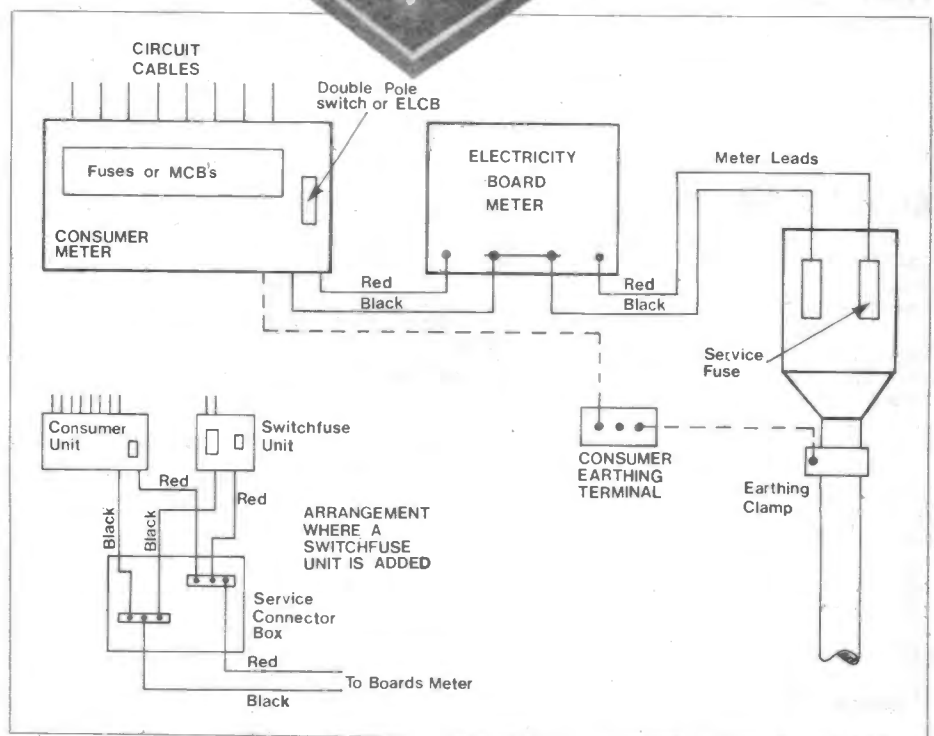 CIRCUIT
CABLES
Double Pole
switch or ELCB
Fuses or MCB's
CONSUMER
METER
ELECTRICITY
BOARD
METER
Meter Leads
Red
Black
Red
Black
Service
Fuse
Consumer
Unit
Switchfuse
Unit
Red
Red
Black
Black
ARRANGEMENT
WHERE A
SWITCHFUSE
UNIT IS ADDED
CONSUMER
EARTHING
TERMINAL
Earthing
Clamp
Service
Connector
Box
Red
Black
To Boards Meter